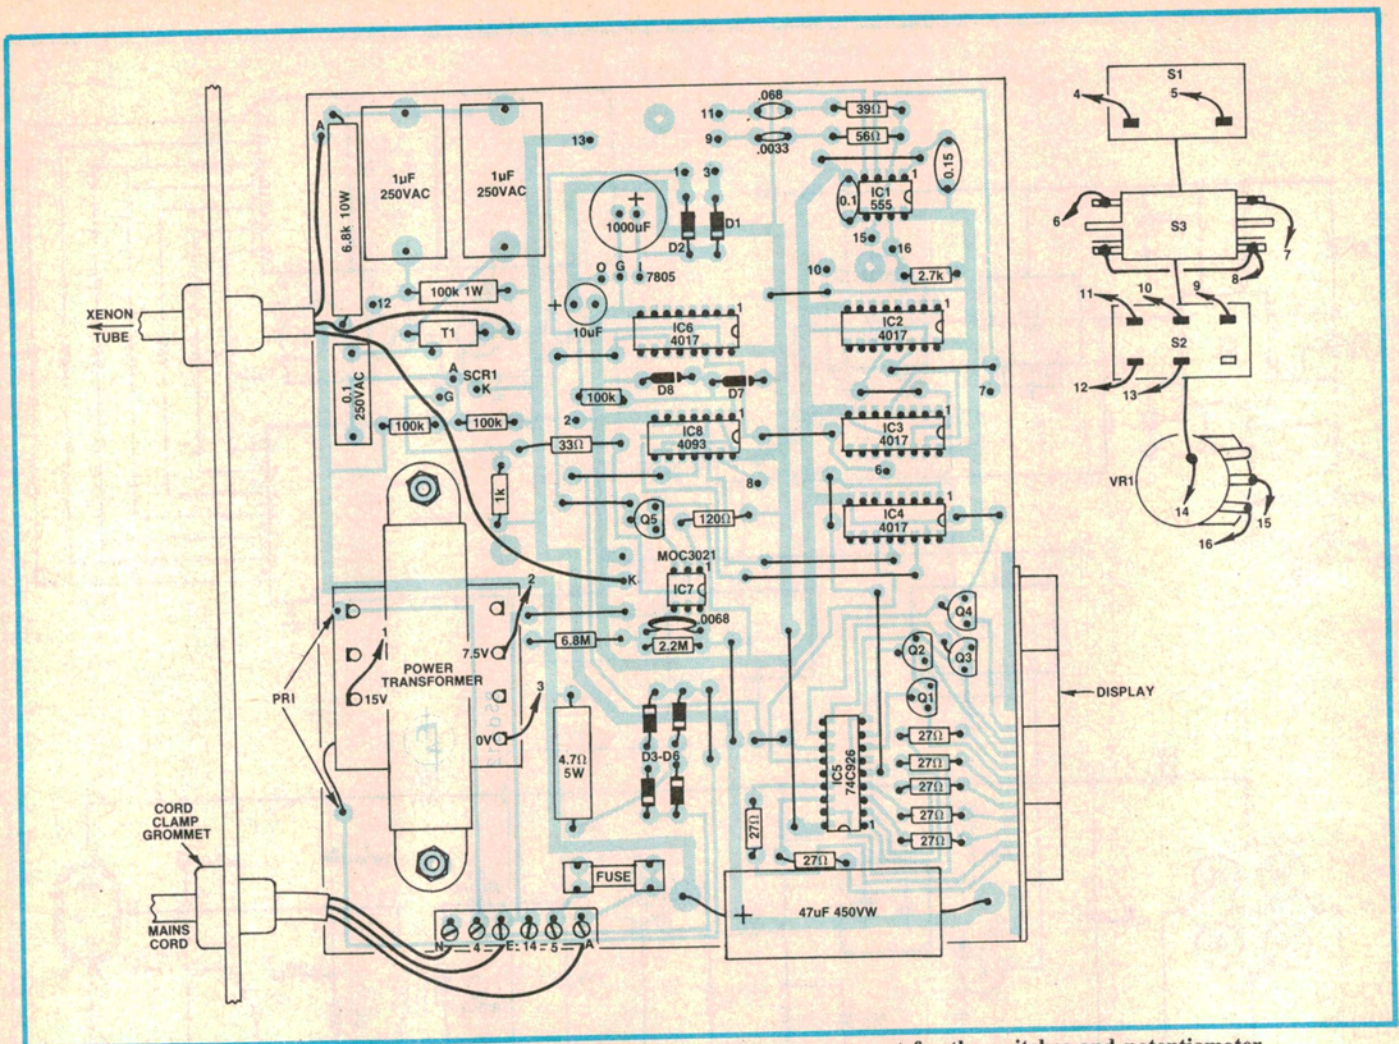 .068
39Ω
56Ω
.0033
11
9
13
1
3
A
6.8k 10W
1µF
250VAC
1µF
250VAC
+
1000uF
D1
D2
0.1
IC1
555
1
0.15
15
16
10
2.7k
O G I 7805
12
100k 1W
+
10uF
XENON
TUBE
T1
IC6
4017
1
IC2
4017
1
0.1
250VAC
A
SCR1
K
G
D8
D7
7
100k
100k
100k
2
33Ω
IC8
4093
1
IC3
4017
1
6
8
1k
Q5
120Ω
IC4
4017
1
MOC3021
1
IC7
K
.0068
2.2M
6.8M
Q4
Q2
Q3
Q1
2
1
7.5V
POWER
TRANSFORMER
15V
3
0V
PRI
DISPLAY
4.7Ω
5W
D3-D6
IC5
74C926
1
27Ω
27Ω
27Ω
27Ω
27Ω
27Ω
27Ω
CORD
CLAMP
GROMMET
FUSE
47uF 450VW
+
MAINS
CORD
N 4 E 14 5 A
S1
4
5
6
S3
7
8
11
10
9
S2
12
13
VR1
14
15
16
for the switches and potentiometer